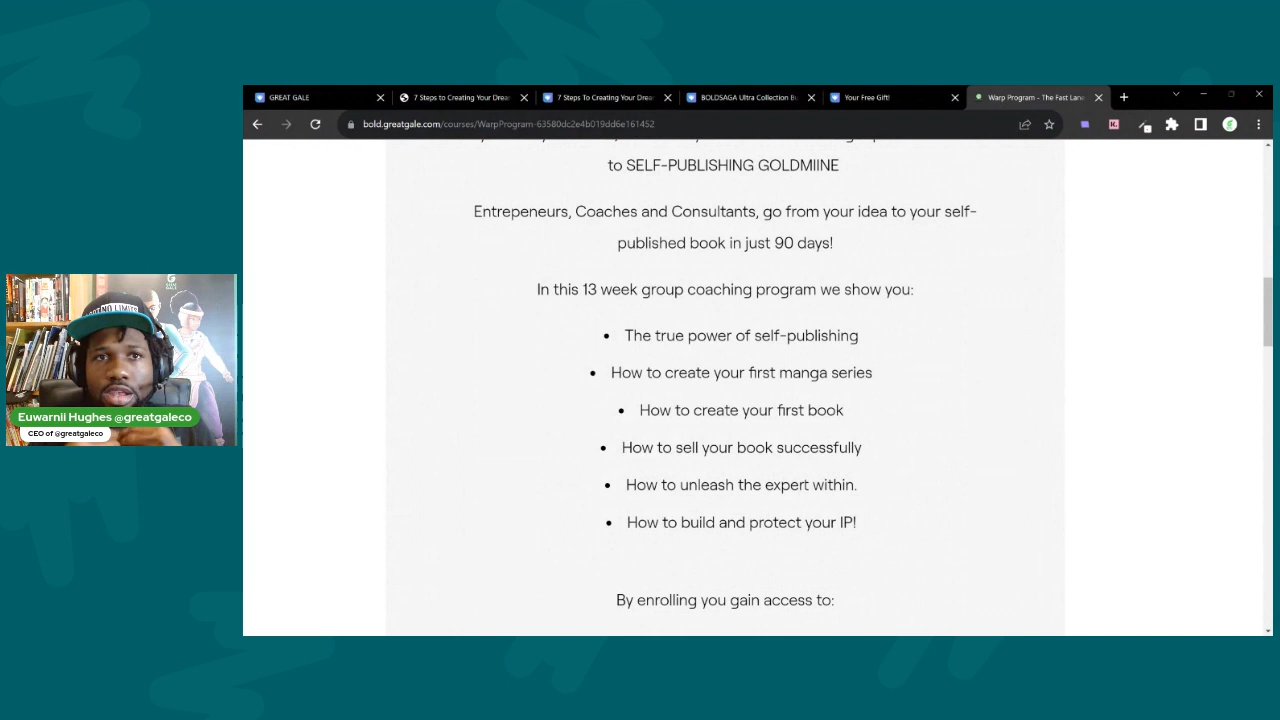 GREAT GALE
7 Steps to Creating Your Drea
7 Steps To Creating Your Dream
BOLDSAGA Ultra Collection B
Your Free Gift!
Warp Program - The Fast Lane
bold.greatgale.com/courses/WarpProgram-63580dc2e4b019dd6e161452
to SELF-PUBLISHING GOLDMIINE
Entrepeneurs, Coaches and Consultants, go from your idea to your self-
published book in just 90 days!
In this 13 week group coaching program we show you:
• The true power of self-publishing
• How to create your first manga series
• How to create your first book
• How to sell your book successfully
• How to unleash the expert within.
• How to build and protect your IP!
By enrolling you gain access to:
NO LIMITS
Euwarnii Hughes @greatgaleco
CEO of @greatgaleco